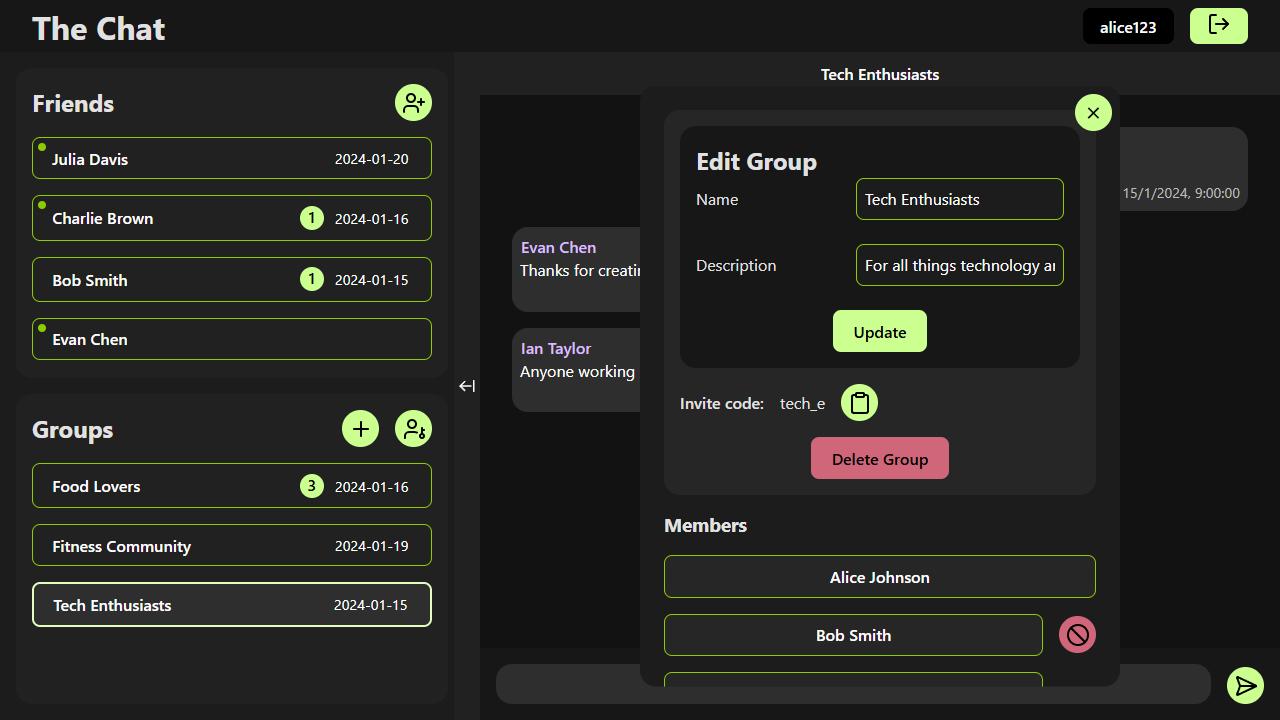 The Chat
alice123
Friends
Julia Davis 2024-01-20
Charlie Brown 1 2024-01-16
Bob Smith 1 2024-01-15
Evan Chen
Groups
Food Lovers 3 2024-01-16
Fitness Community 2024-01-19
Tech Enthusiasts 2024-01-15
Tech Enthusiasts
15/1/2024, 9:00:00
Evan Chen
Thanks for creatin
Ian Taylor
Anyone working
Edit Group
Name Tech Enthusiasts
Description For all things technology
Update
Invite code: tech_e
Delete Group
Members
Alice Johnson
Bob Smith